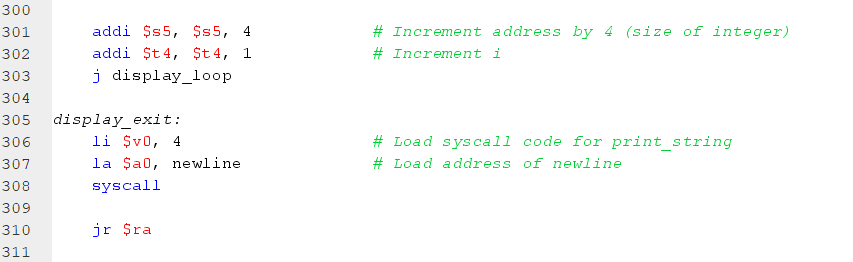 300
301 addi $s5, $s5, 4 # Increment address by 4 (size of integer)
302 addi $t4, $t4, 1 # Increment i
303 j display_loop
304
305 display_exit:
306 li $v0, 4 # Load syscall code for print_string
307 la $a0, newline # Load address of newline
308 syscall
309
310 jr $ra
311